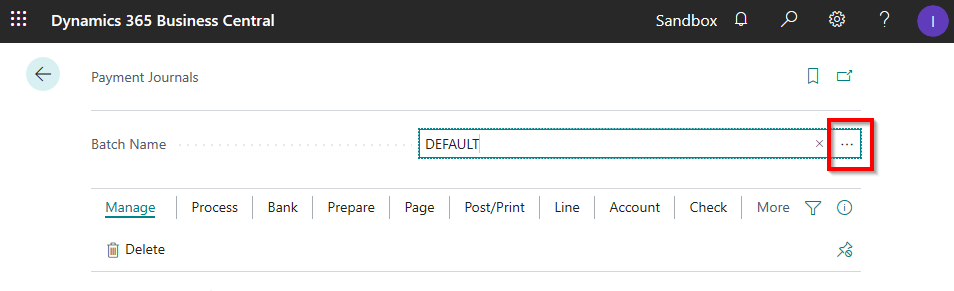 Dynamics 365 Business Central Sandbox ? I
Payment Journals
Batch Name DEFAULT × ...
Manage Process Bank Prepare Page Post/Print Line Account Check More
Delete